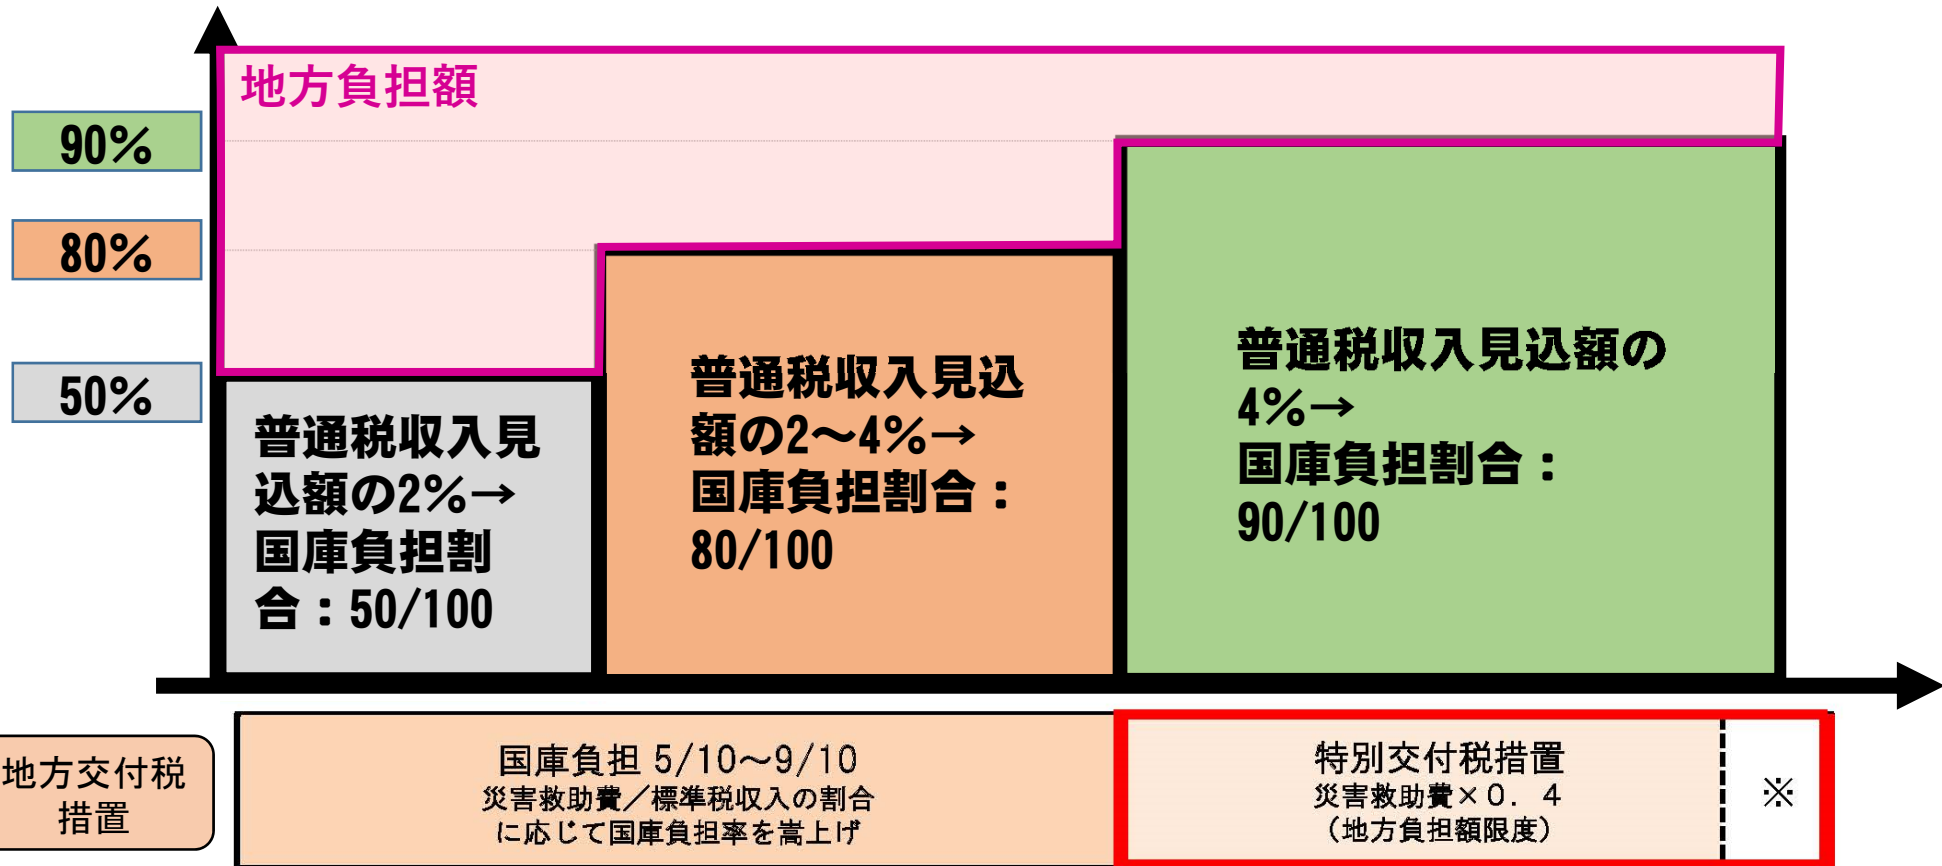 地方負担額
90%
80%
50%
普通税収入見
込額の2%→
国庫負担割
合：50/100
普通税収入見込
額の2～4%→
国庫負担割合：
80/100
普通税収入見込額の
4%→
国庫負担割合：
90/100
地方交付税
措置
国庫負担 5/10～9/10
災害救助費／標準税収入の割合
に応じて国庫負担率を嵩上げ
特別交付税措置
災害救助費×０．４
（地方負担額限度）
※